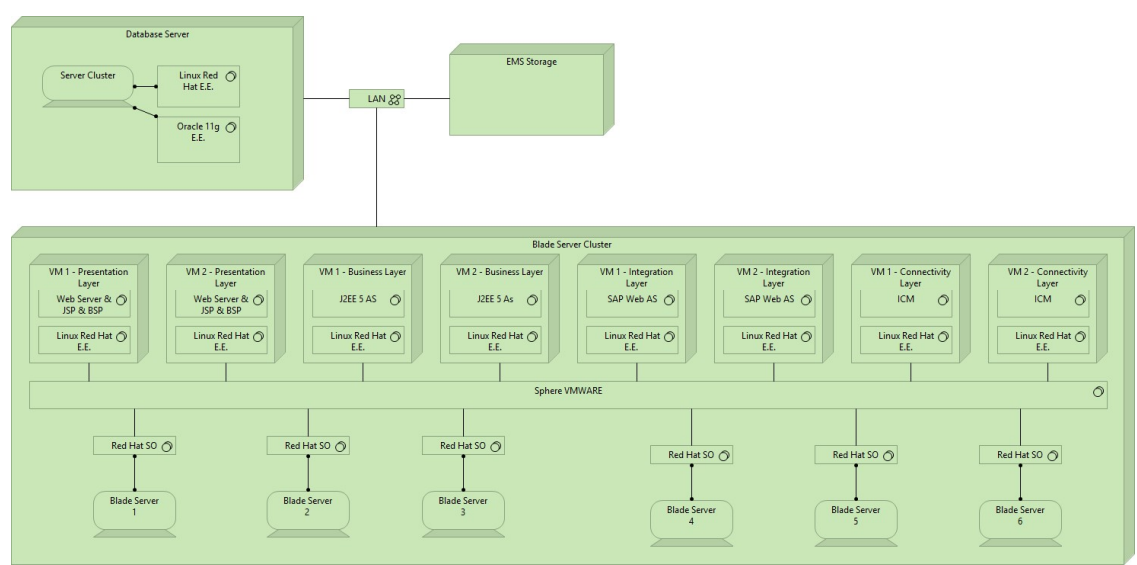 Database Server
Server Cluster
Linux Red
Hat E.E.
Oracle 11g
E.E.
LAN
EMS Storage
Blade Server Cluster
VM 1 - Presentation
Layer
Web Server &
JSP & BSP
Linux Red Hat
E.E.
VM 2 - Presentation
Layer
Web Server &
JSP & BSP
Linux Red Hat
E.E.
VM 1 - Business Layer
J2EE 5 AS
Linux Red Hat
E.E.
VM 2 - Business Layer
J2EE 5 As
Linux Red Hat
E.E.
VM 1 - Integration
Layer
SAP Web AS
Linux Red Hat
E.E.
VM 2 - Integration
Layer
SAP Web AS
Linux Red Hat
E.E.
VM 1 - Connectivity
Layer
ICM
Linux Red Hat
E.E.
VM 2 - Connectivity
Layer
ICM
Linux Red Hat
E.E.
Sphere VMWARE
Red Hat SO
Red Hat SO
Red Hat SO
Red Hat SO
Red Hat SO
Red Hat SO
Blade Server
1
Blade Server
2
Blade Server
3
Blade Server
4
Blade Server
5
Blade Server
6